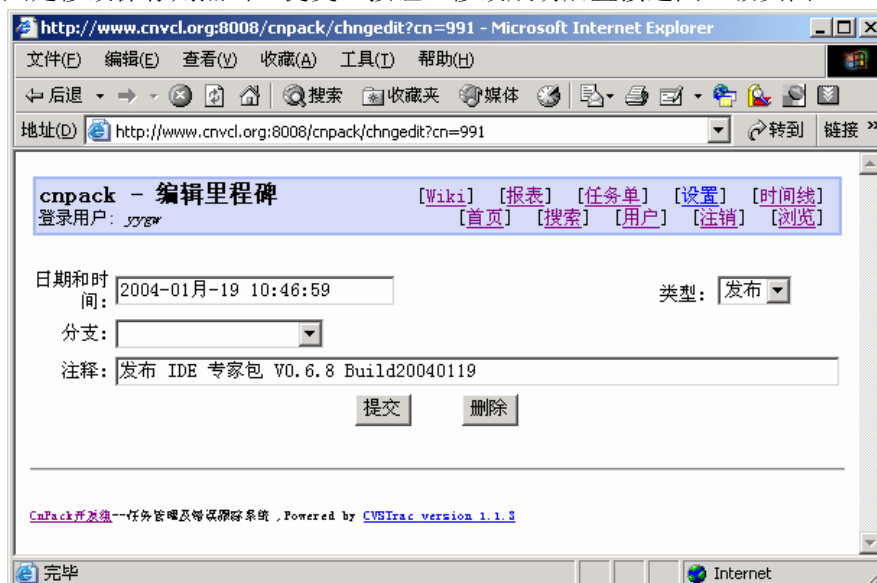 http://www.cnvcl.org:8008/cnpack/chngedit?cn=991 - Microsoft Internet Explorer
文件(F) 编辑(E) 查看(V) 收藏(A) 工具(T) 帮助(H)
后退 搜索 收藏夹 媒体
地址(D) http://www.cnvcl.org:8008/cnpack/chngedit?cn=991 转到 链接 »
cnpack - 编辑里程碑 [Wiki] [报表] [任务单] [设置] [时间线]
登录用户: yygw [首页] [搜索] [用户] [注销] [浏览]
日期和时间: 2004-01月-19 10:46:59 类型: 发布
分支:
注释: 发布 IDE 专家包 V0.6.8 Build20040119
提交 删除
CnPack开发组--任务管理及错误跟踪系统 ,Powered by CVSTrac version 1.1.3
完毕 Internet